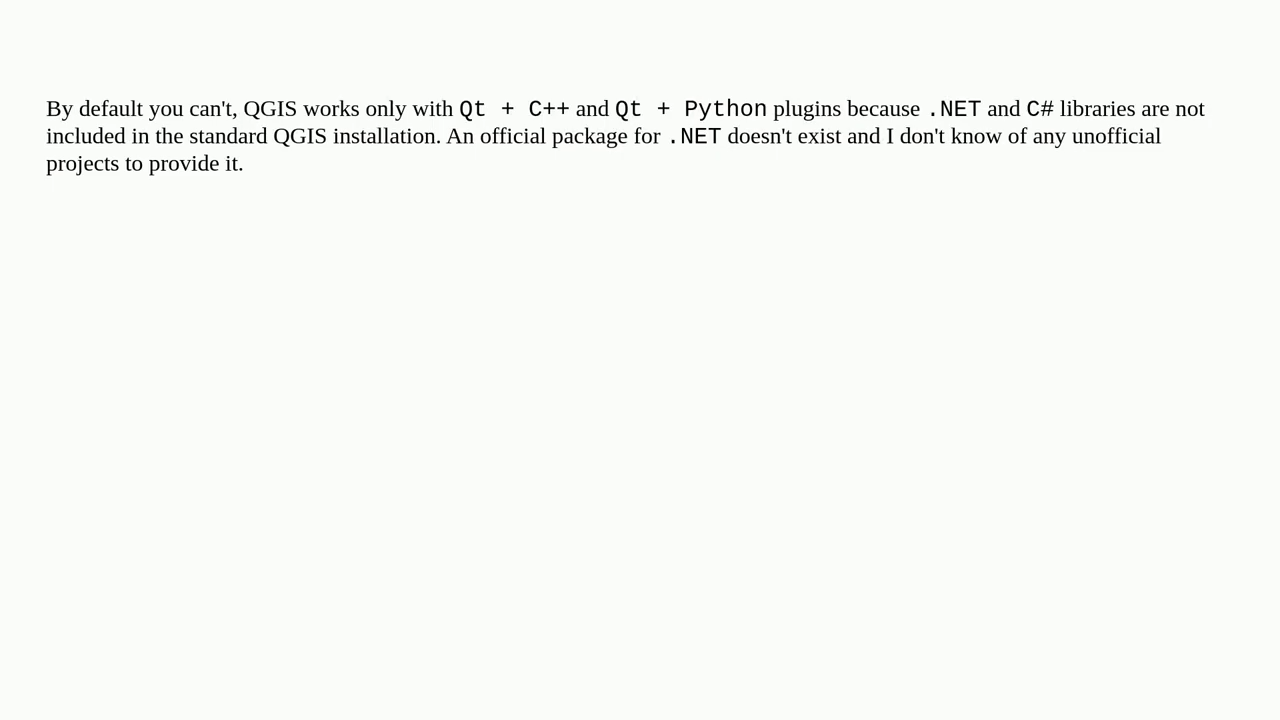 By default you can't, QGIS works only with Qt + C++ and Qt + Python plugins because .NET and C# libraries are not
included in the standard QGIS installation. An official package for .NET doesn't exist and I don't know of any unofficial
projects to provide it.